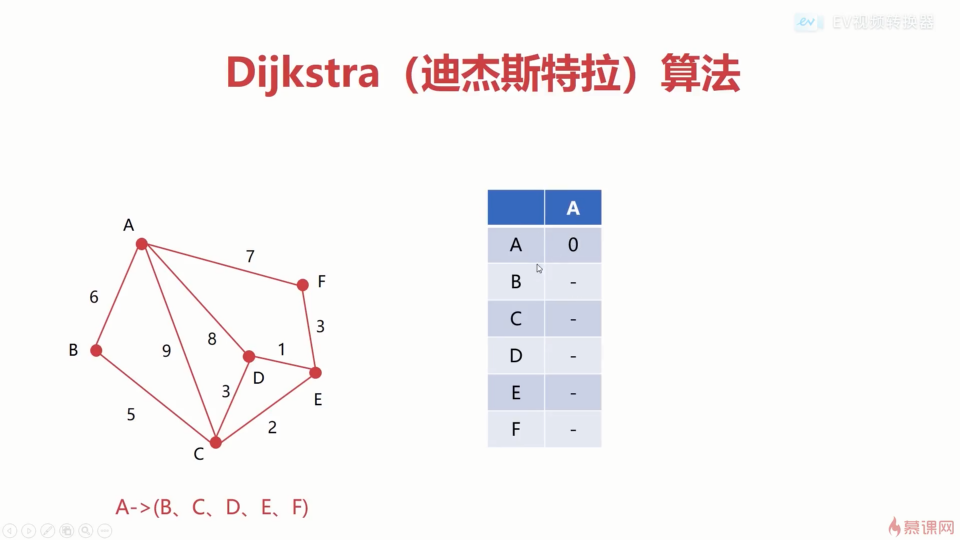 EV视频转换器
Dijkstra（迪杰斯特拉）算法
A
7
F
6
3
9
8
1
B
D
3
E
5
2
C
A->(B、C、D、E、F)
A
A 0
B -
C -
D -
E -
F -
慕课网